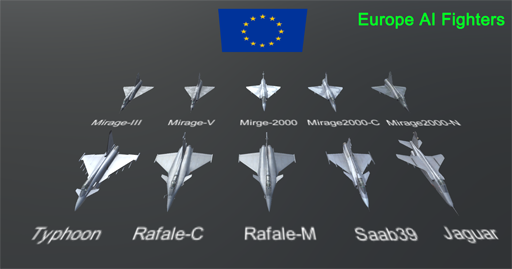 Europe AI Fighters
Mirage-III Mirage-V Mirge-2000 Mirage2000-C Mirage2000-N
Typhoon Rafale-C Rafale-M Saab39 Jaguar